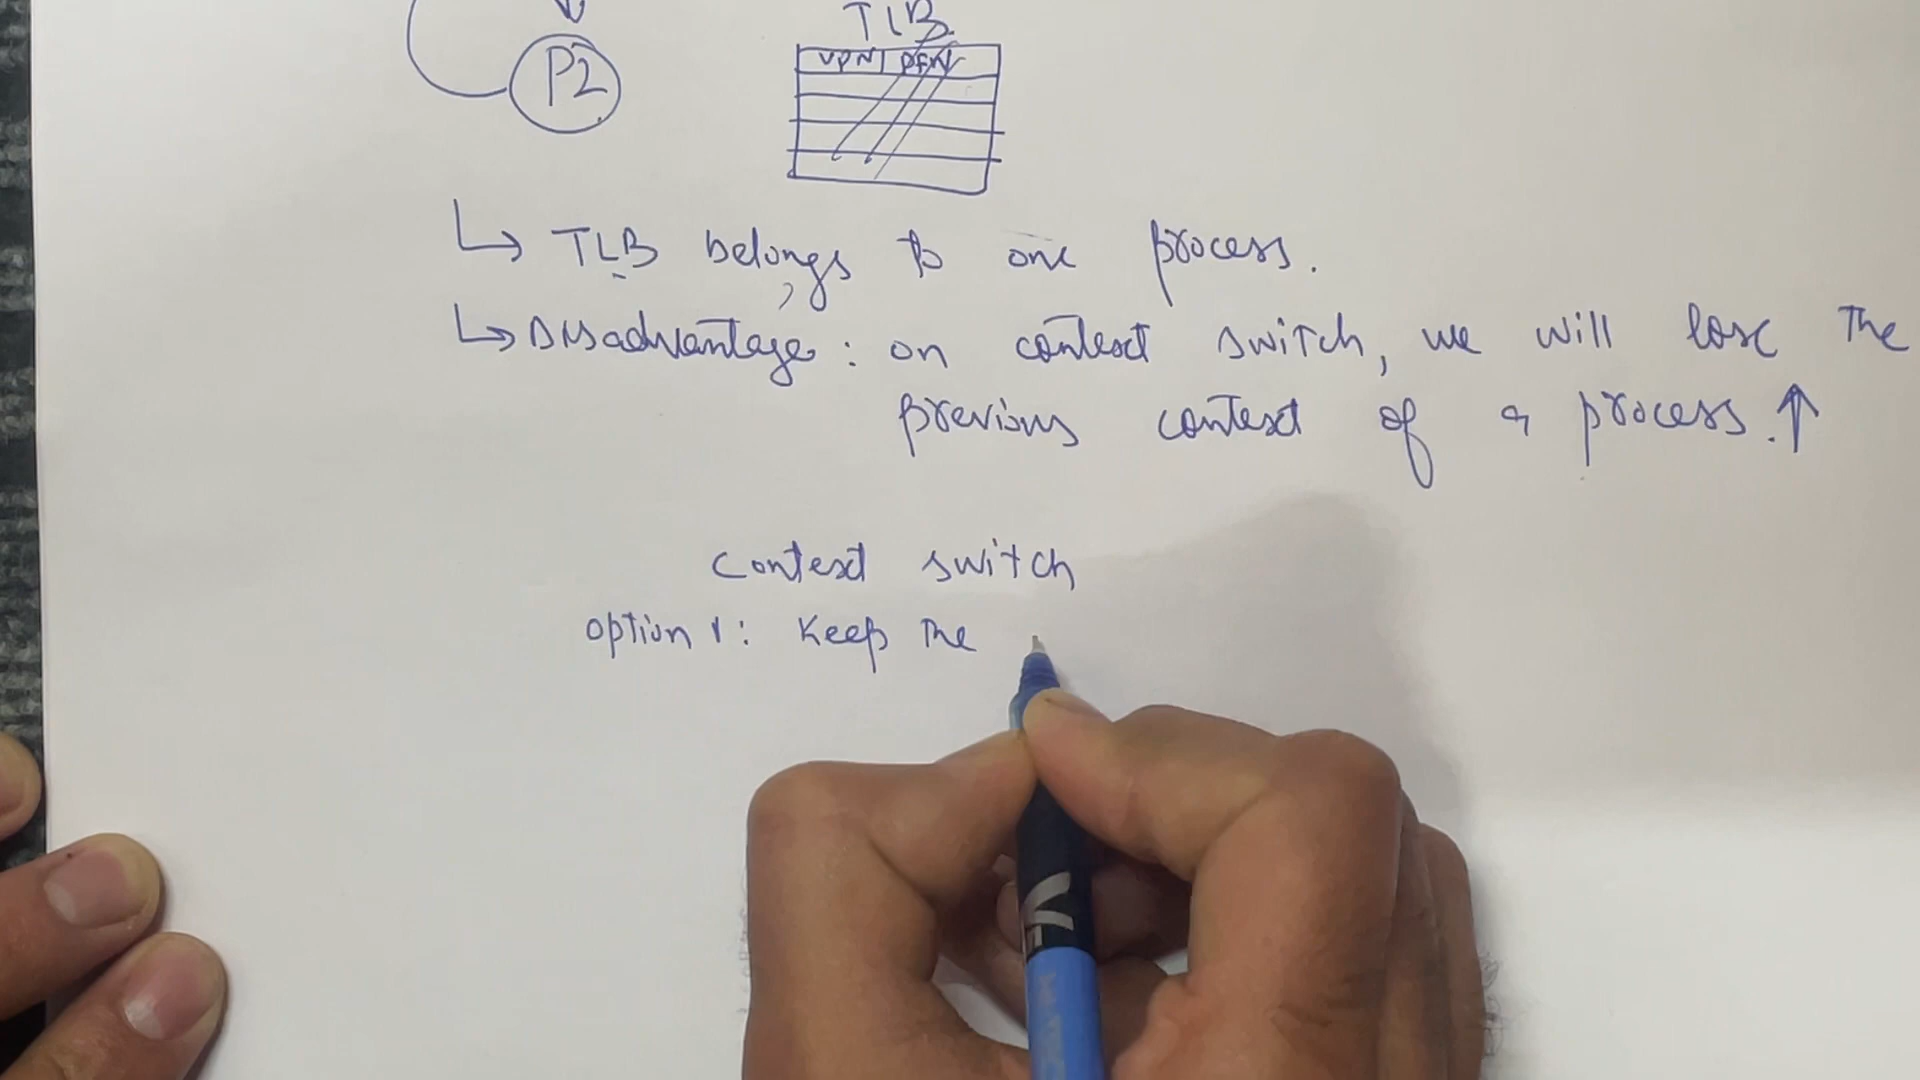 TLB
VPN PFN
P2
↳ TLB belongs to one process.
↳ Disadvantage: on context switch, we will lose the
previous context of a process. ↑
context switch
option 1: Keep the